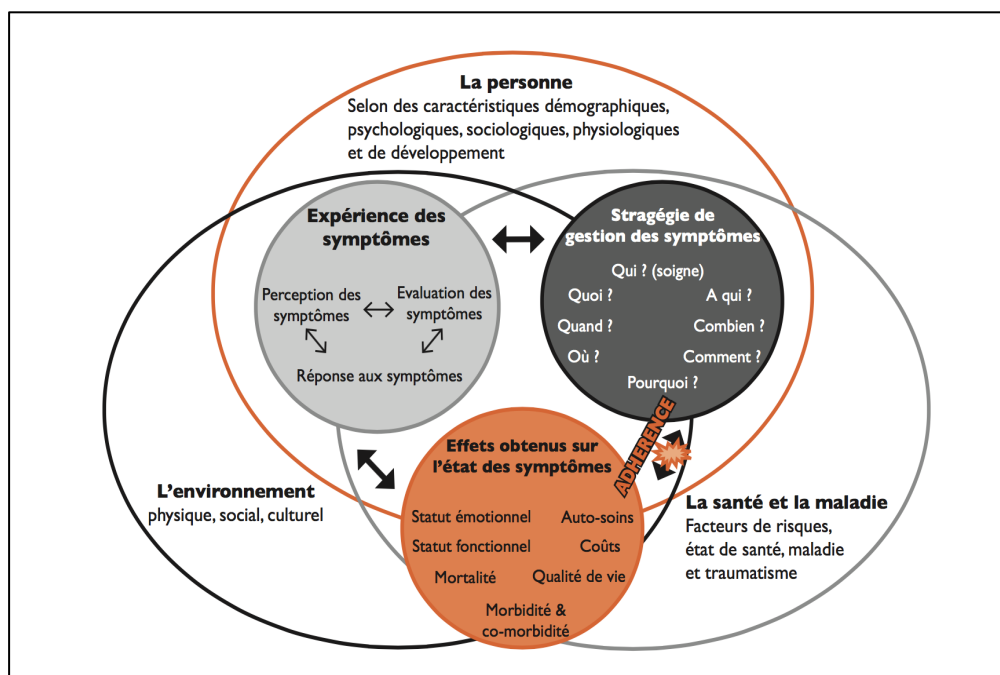 La personne
Selon des caractéristiques démographiques,
psychologiques, sociologiques, physiologiques
et de développement
Expérience des
symptômes
Perception des
symptômes
Evaluation des
symptômes
Réponse aux symptômes
Stragégie de
gestion des symptômes
Qui ? (soigne)
Quoi ?
A qui ?
Quand ?
Combien ?
Où ?
Comment ?
Pourquoi ?
ADHERENCE
Effets obtenus sur
l'état des symptômes
Statut émotionnel
Auto-soins
Statut fonctionnel
Coûts
Mortalité
Qualité de vie
Morbidité &
co-morbidité
L'environnement
physique, social, culturel
La santé et la maladie
Facteurs de risques,
état de santé, maladie
et traumatisme